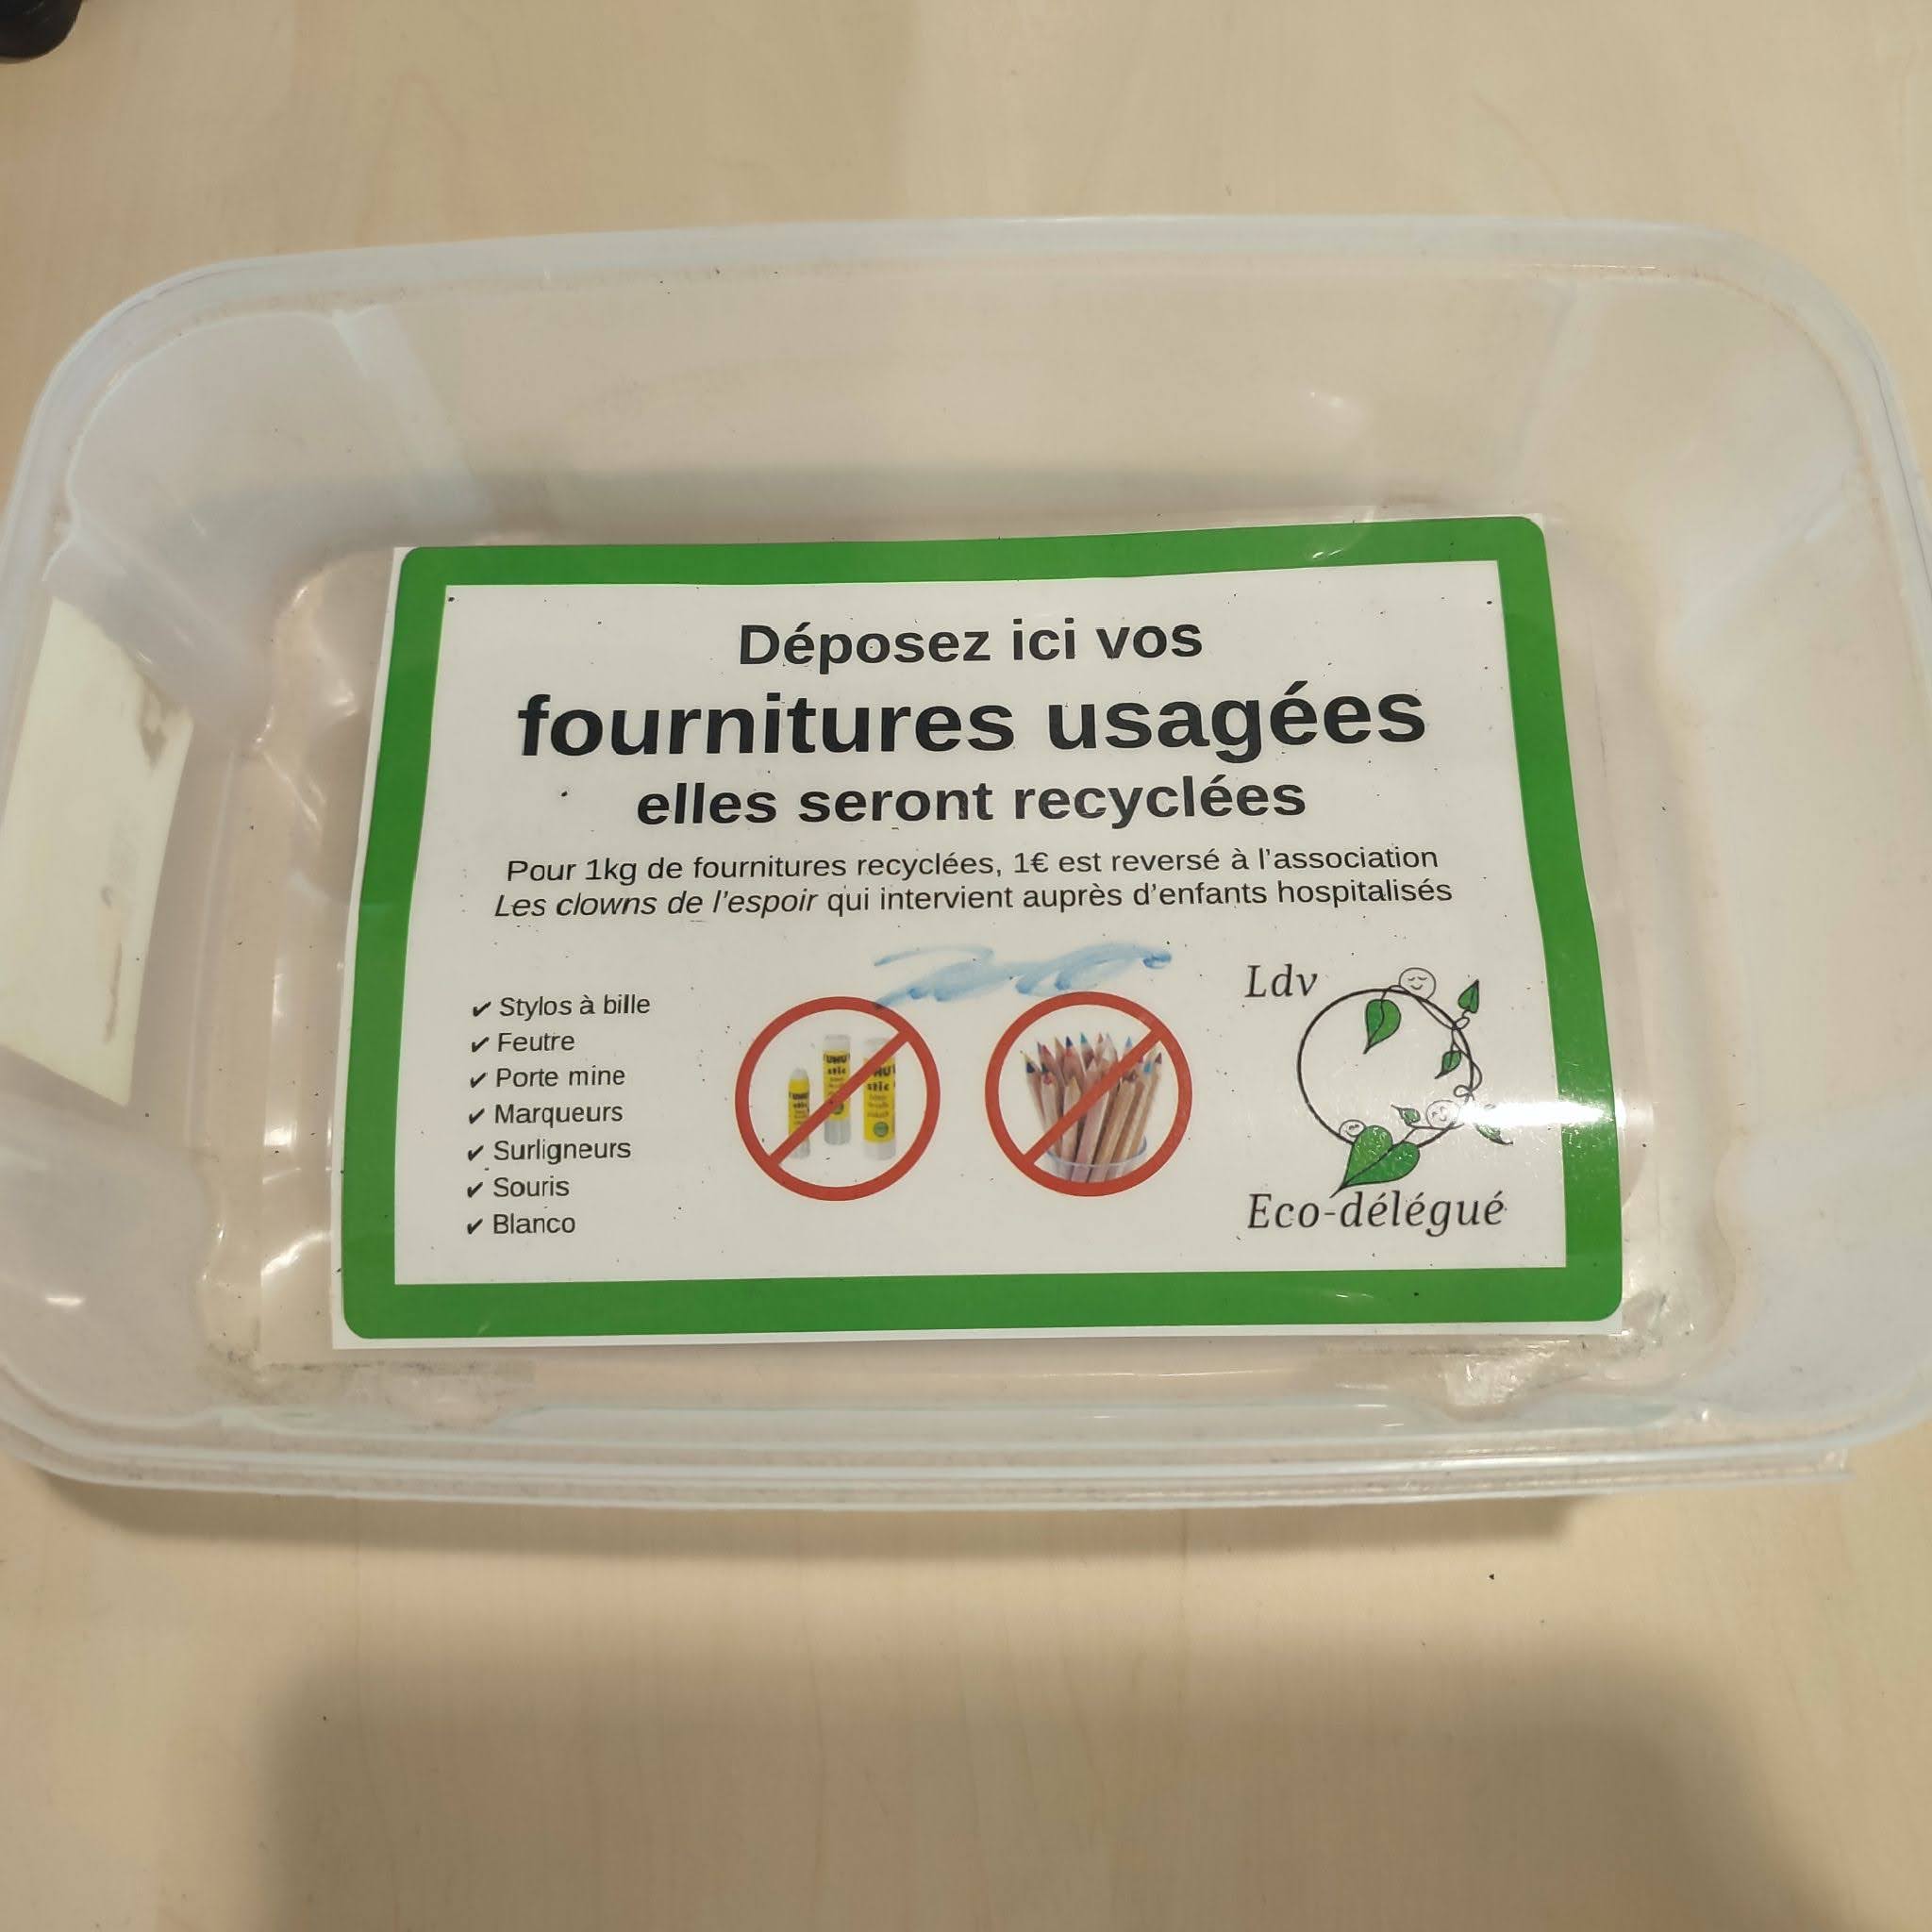 Déposez ici vos
fournitures usagées
elles seront recyclées
Pour 1kg de fournitures recyclées, 1€ est reversé à l'association
Les clowns de l'espoir qui intervient auprès d'enfants hospitalisés
✔ Stylos à bille
✔ Feutre
✔ Porte mine
✔ Marqueurs
✔ Surligneurs
✔ Souris
✔ Blanco
UHU
stic
Ldv
Eco-délégué